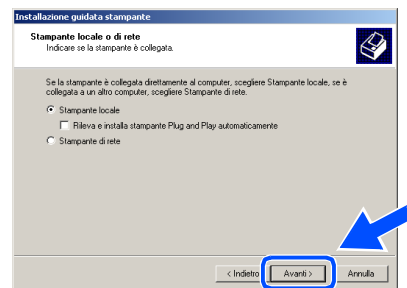 Installazione guidata stampante
Stampante locale o di rete
Indicare se la stampante è collegata.
Se la stampante è collegata direttamente al computer, scegliere Stampante locale, se è
collegata a un altro computer, scegliere Stampante di rete.
Stampante locale
Rileva e installa stampante Plug and Play automaticamente
Stampante di rete
< Indietro Avanti > Annulla